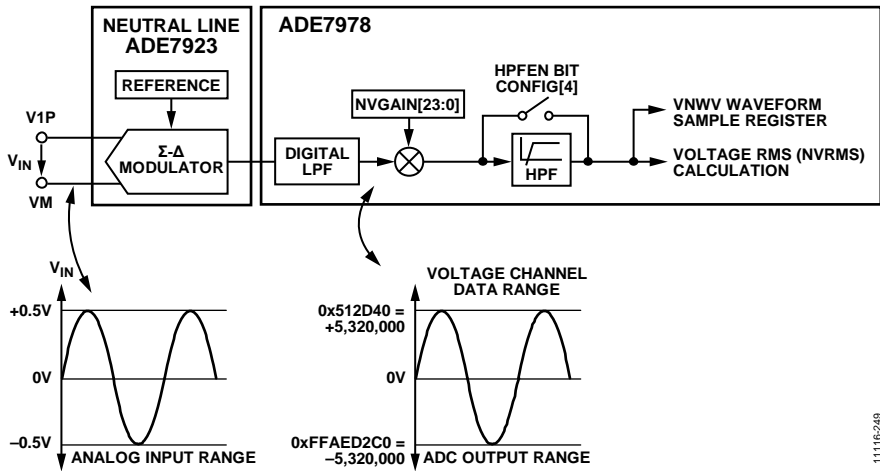 NEUTRAL LINE
ADE7923
ADE7978
REFERENCE
V1P
VIN
VM
Σ-Δ
MODULATOR
DIGITAL
LPF
NVGAIN[23:0]
HPFEN BIT
CONFIG[4]
HPF
VNWV WAVEFORM
SAMPLE REGISTER
VOLTAGE RMS (NVRMS)
CALCULATION
VIN
+0.5V
0V
–0.5V
ANALOG INPUT RANGE
VOLTAGE CHANNEL
DATA RANGE
0x512D40 =
+5,320,000
0V
0xFFAED2C0 =
–5,320,000
ADC OUTPUT RANGE
11116-249